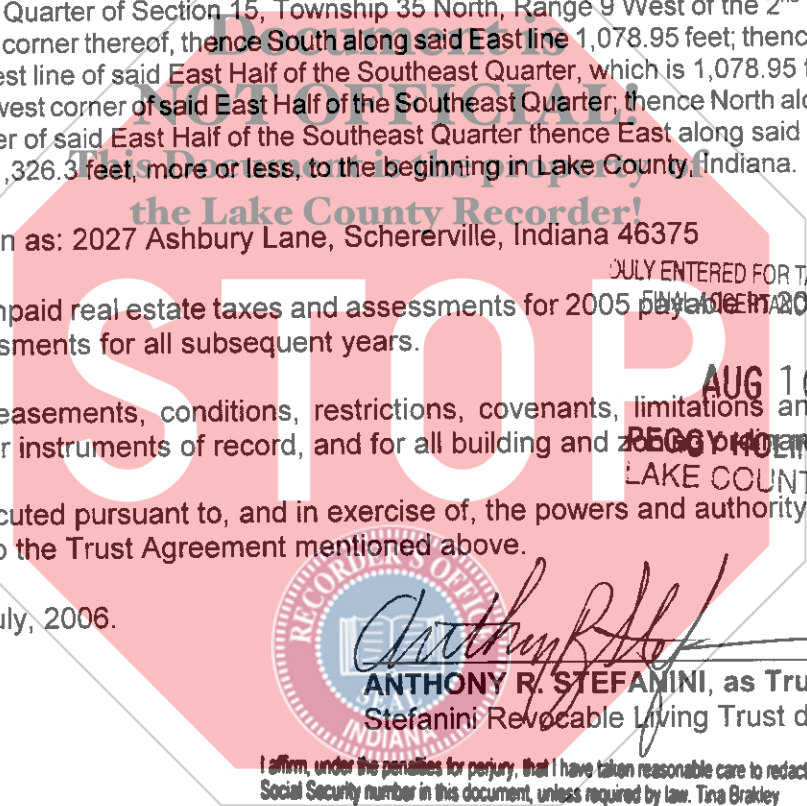 Quarter of Section 15, Township 35 North, Range 9 West of the 2nd
Document is
corner thereof, thence South along said East line 1,078.95 feet; thenc
est line of said East Half of the Southeast Quarter, which is 1,078.95
NOT OFFICIAL!
west corner of said East Half of the Southeast Quarter; thence North alo
er of said East Half of the Southeast Quarter thence East along said
This Document is the property of
,326.3 feet, more or less, to the beginning in Lake County, Indiana.
the Lake County Recorder!
n as: 2027 Ashbury Lane, Schererville, Indiana 46375
DULY ENTERED FOR TA
npaid real estate taxes and assessments for 2005 payable in 20
sments for all subsequent years.
STOP
AUG 1
easements, conditions, restrictions, covenants, limitations an
r instruments of record, and for all building and
PEGGY HOLIN
LAKE COUNT
cuted pursuant to, and in exercise of, the powers and authority
o the Trust Agreement mentioned above.
RECORDER'S OFFICE
SEAL
INDIANA
uly, 2006.
ANTHONY R. STEFANINI, as Tru
Stefanini Revocable Living Trust d
I affirm, under the penalties for perjury, that I have taken reasonable care to redact
Social Security number in this document, unless required by law. Tina Brakley